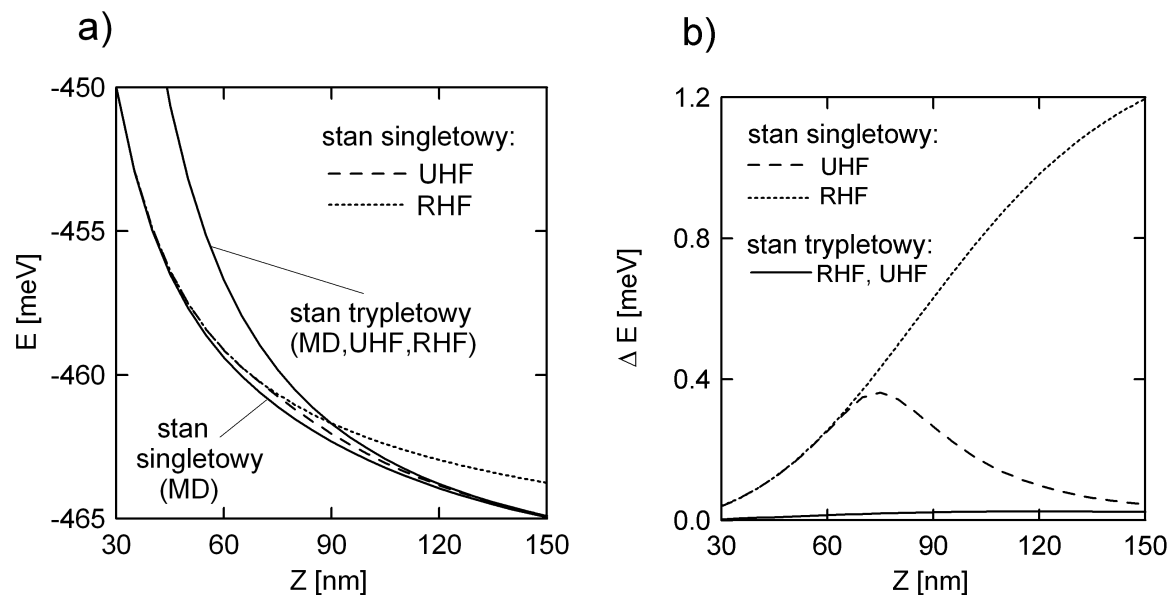 a)
-450
-455
-460
-465
E [meV]
stan singletowy:
UHF
RHF
stan trypletowy
(MD,UHF,RHF)
stan
singletowy
(MD)
30
60
90
120
150
Z [nm]
b)
1.2
0.8
0.4
0.0
Δ E [meV]
stan singletowy:
UHF
RHF
stan trypletowy:
RHF, UHF
30
60
90
120
150
Z [nm]